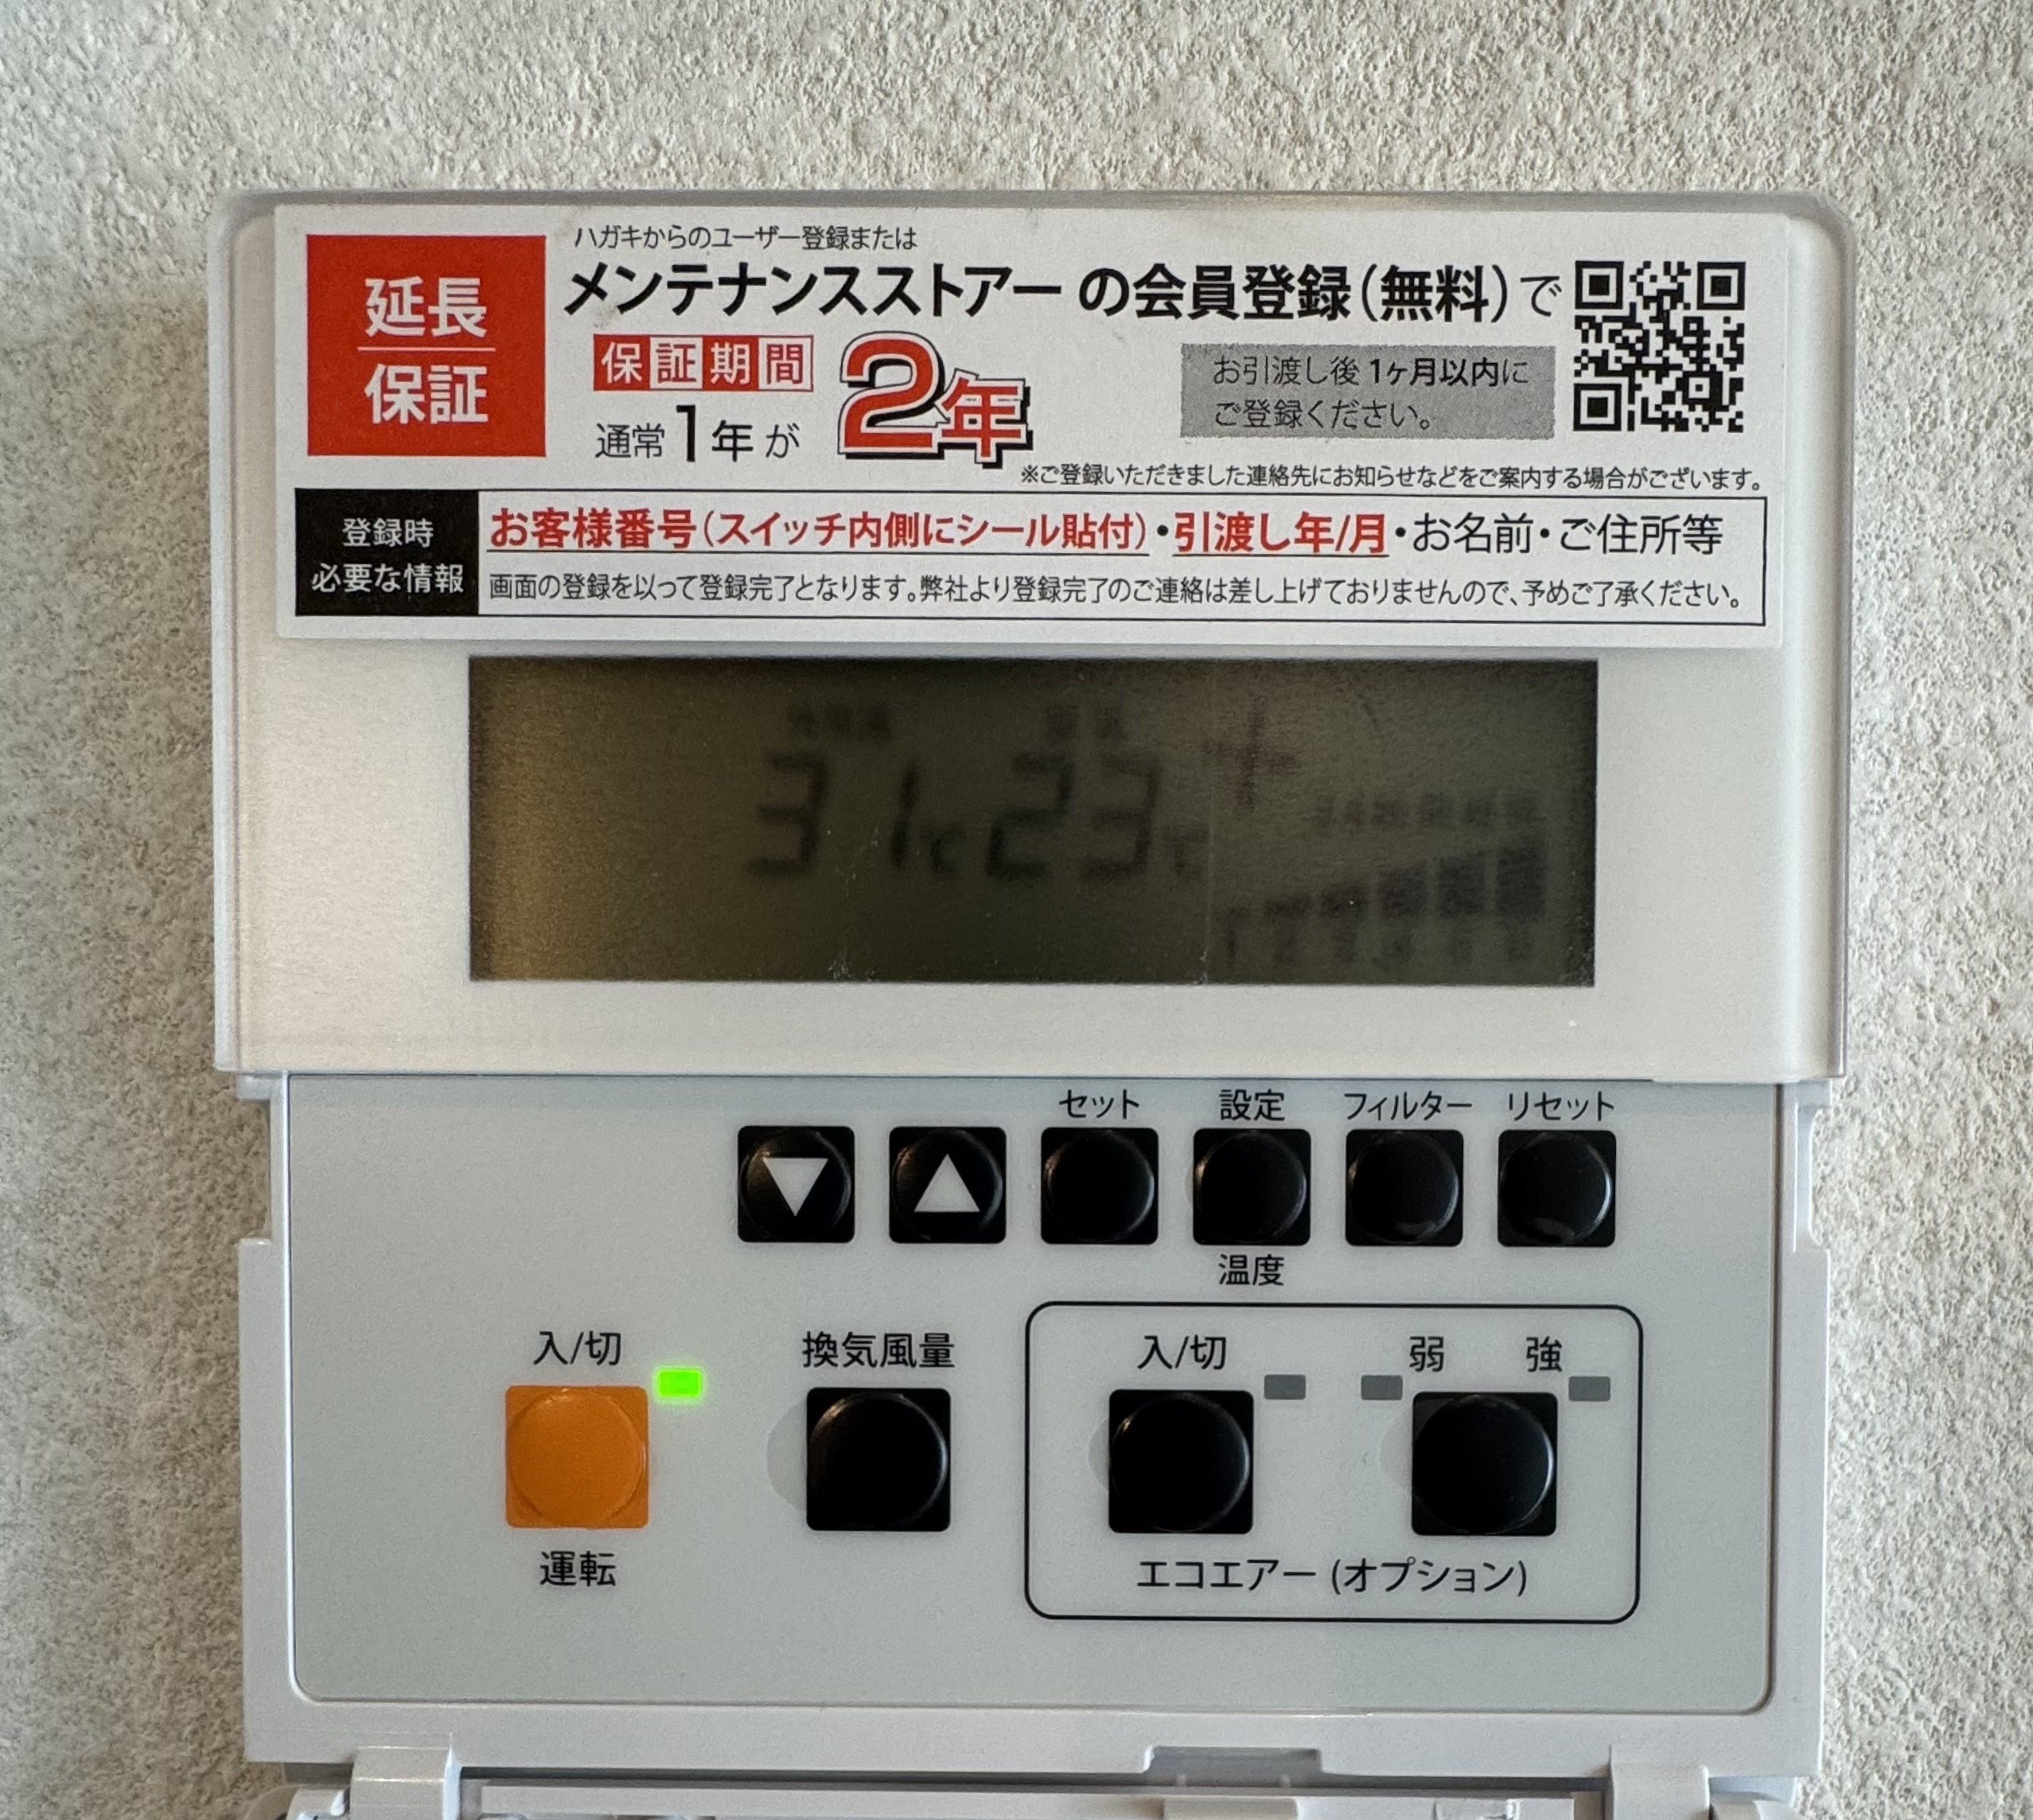 延長
保証
ハガキからのユーザー登録または
メンテナンスストアーの会員登録(無料)で
保証期間
通常1年が2年
お引渡し後1ヶ月以内に
ご登録ください。
※ご登録いただきました連絡先にお知らせなどをご案内する場合がございます。
登録時
必要な情報
お客様番号(スイッチ内側にシール貼付)・引渡し年/月・お名前・ご住所等
画面の登録を以って登録完了となります。弊社より登録完了のご連絡は差し上げておりませんので、予めご了承ください。
31℃ 23℃
セット 設定 フィルター リセット
▼ ▲
温度
入/切 換気風量 入/切 弱 強
運転 エコエアー (オプション)